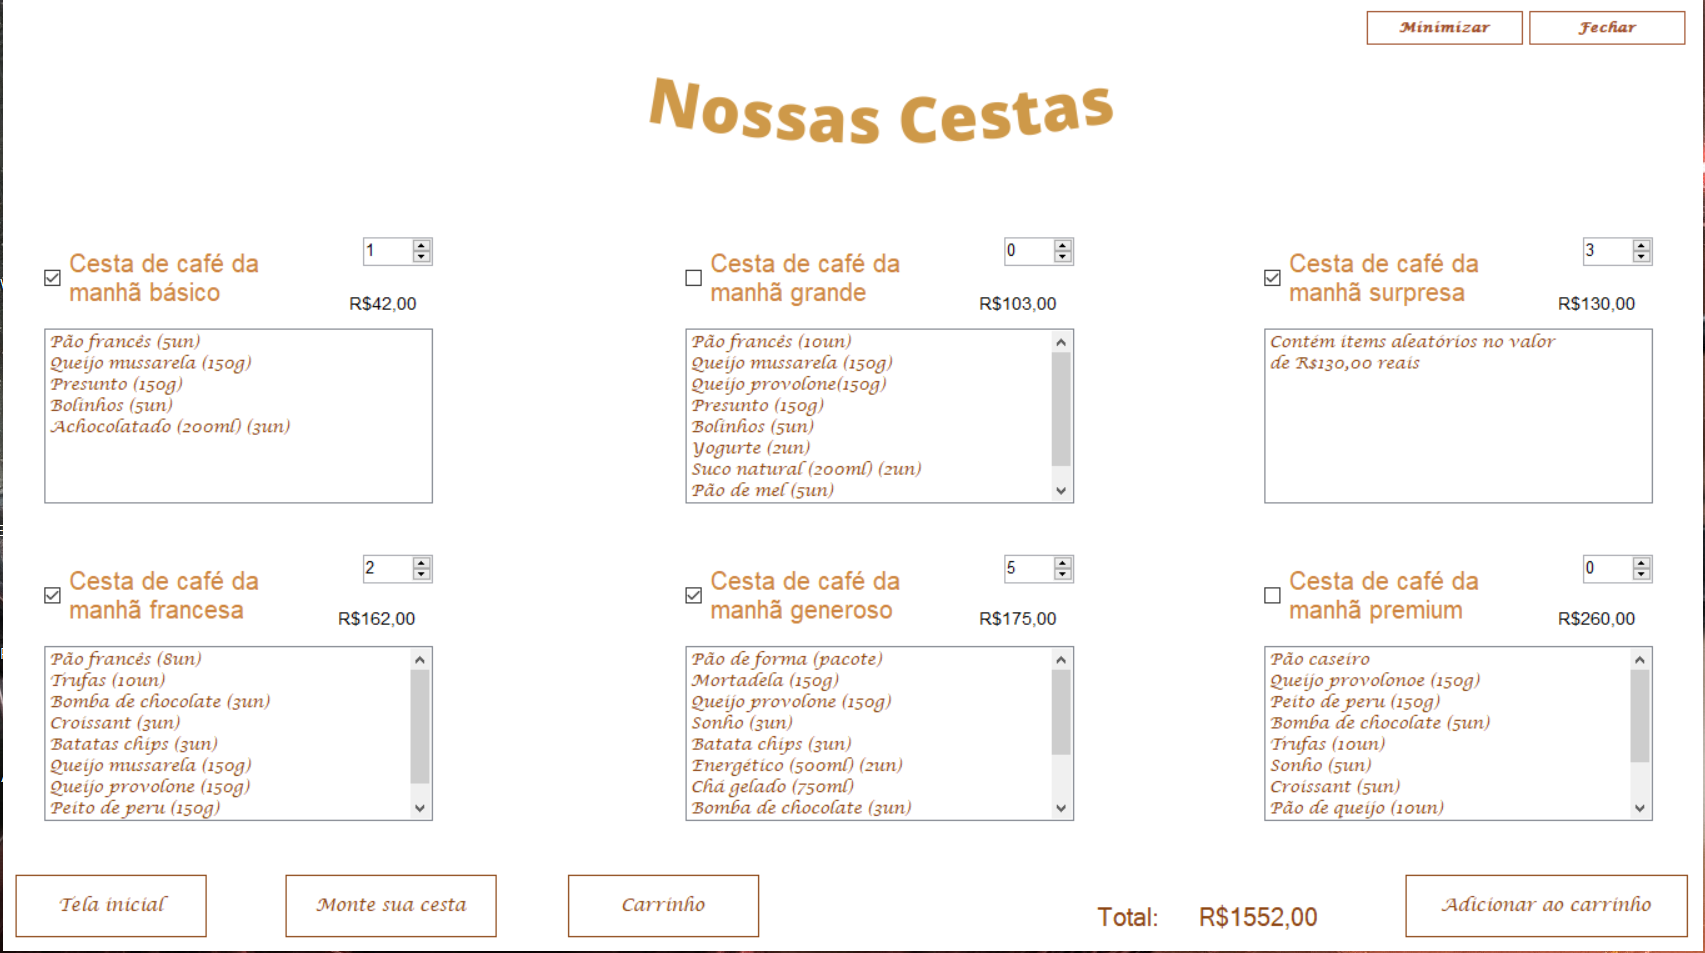 Minimizar
Fechar
Nossas Cestas
Cesta de café da
manhã básico
1
R$42,00
Pão francês (5un)
Queijo mussarela (150g)
Presunto (150g)
Bolinhos (5un)
Achocolatado (200ml) (3un)
Cesta de café da
manhã grande
0
R$103,00
Pão francês (10un)
Queijo mussarela (150g)
Queijo provolone(150g)
Presunto (150g)
Bolinhos (5un)
Yogurte (2un)
Suco natural (200ml) (2un)
Pão de mel (5un)
Cesta de café da
manhã surpresa
3
R$130,00
Contém items aleatórios no valor
de R$130,00 reais
Cesta de café da
manhã francesa
2
R$162,00
Pão francês (8un)
Trufas (10un)
Bomba de chocolate (3un)
Croissant (3un)
Batatas chips (3un)
Queijo mussarela (150g)
Queijo provolone (150g)
Peito de peru (150g)
Cesta de café da
manhã generoso
5
R$175,00
Pão de forma (pacote)
Mortadela (150g)
Queijo provolone (150g)
Sonho (3un)
Batata chips (3un)
Energético (500ml) (2un)
Chá gelado (750ml)
Bomba de chocolate (3un)
Cesta de café da
manhã premium
0
R$260,00
Pão caseiro
Queijo provolonoe (150g)
Peito de peru (150g)
Bomba de chocolate (5un)
Trufas (10un)
Sonho (5un)
Croissant (5un)
Pão de queijo (10un)
Tela inicial
Monte sua cesta
Carrinho
Total: R$1552,00
Adicionar ao carrinho